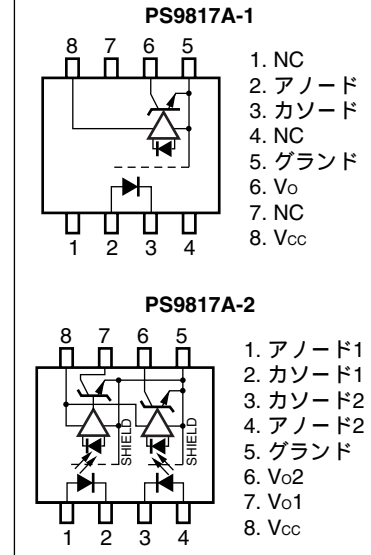 PS9817A-1
8 7 6 5
1. NC
2. アノード
3. カソード
4. NC
5. グランド
6. Vo
7. NC
8. Vcc
1 2 3 4
PS9817A-2
8 7 6 5
1. アノード1
2. カソード1
3. カソード2
4. アノード2
5. グランド
6. Vo2
7. Vo1
8. Vcc
SHIELD
SHIELD
1 2 3 4